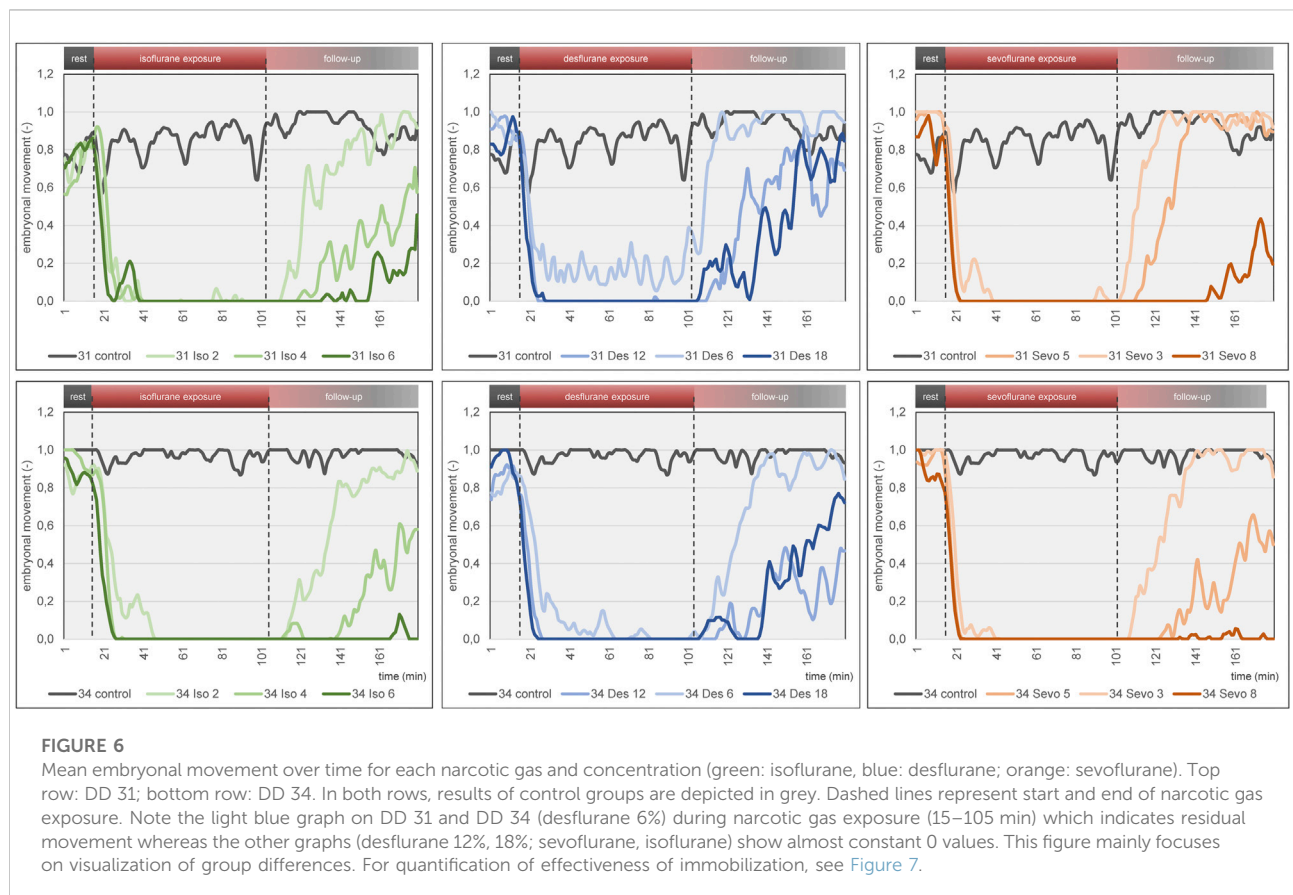 rest isoflurane exposure follow-up
embryonal movement (-)
1,2
1,0
0,8
0,6
0,4
0,2
0,0
1 21 41 61 81 101 121 141 161
31 control 31 Iso 2 31 Iso 4 31 Iso 6
rest desflurane exposure follow-up
embryonal movement (-)
1,2
1,0
0,8
0,6
0,4
0,2
0,0
1 21 41 61 81 101 121 141 161
31 control 31 Des 12 31 Des 6 31 Des 18
rest sevoflurane exposure follow-up
embryonal movement (-)
1,2
1,0
0,8
0,6
0,4
0,2
0,0
1 21 41 61 81 101 121 141 161
31 control 31 Sevo 5 31 Sevo 3 31 Sevo 8
rest isoflurane exposure follow-up
embryonal movement (-)
1,2
1,0
0,8
0,6
0,4
0,2
0,0
1 21 41 61 81 101 121 141 161
time (min)
34 control 34 Iso 2 34 Iso 4 34 Iso 6
rest desflurane exposure follow-up
embryonal movement (-)
1,2
1,0
0,8
0,6
0,4
0,2
0,0
1 21 41 61 81 101 121 141 161
time (min)
34 control 34 Des 12 34 Des 6 34 Des 18
rest sevoflurane exposure follow-up
embryonal movement (-)
1,2
1,0
0,8
0,6
0,4
0,2
0,0
1 21 41 61 81 101 121 141 161
time (min)
34 control 34 Sevo 5 34 Sevo 3 34 Sevo 8
FIGURE 6
Mean embryonal movement over time for each narcotic gas and concentration (green: isoflurane, blue: desflurane; orange: sevoflurane). Top
row: DD 31; bottom row: DD 34. In both rows, results of control groups are depicted in grey. Dashed lines represent start and end of narcotic gas
exposure. Note the light blue graph on DD 31 and DD 34 (desflurane 6%) during narcotic gas exposure (15–105 min) which indicates residual
movement whereas the other graphs (desflurane 12%, 18%; sevoflurane, isoflurane) show almost constant 0 values. This figure mainly focuses
on visualization of group differences. For quantification of effectiveness of immobilization, see Figure 7.